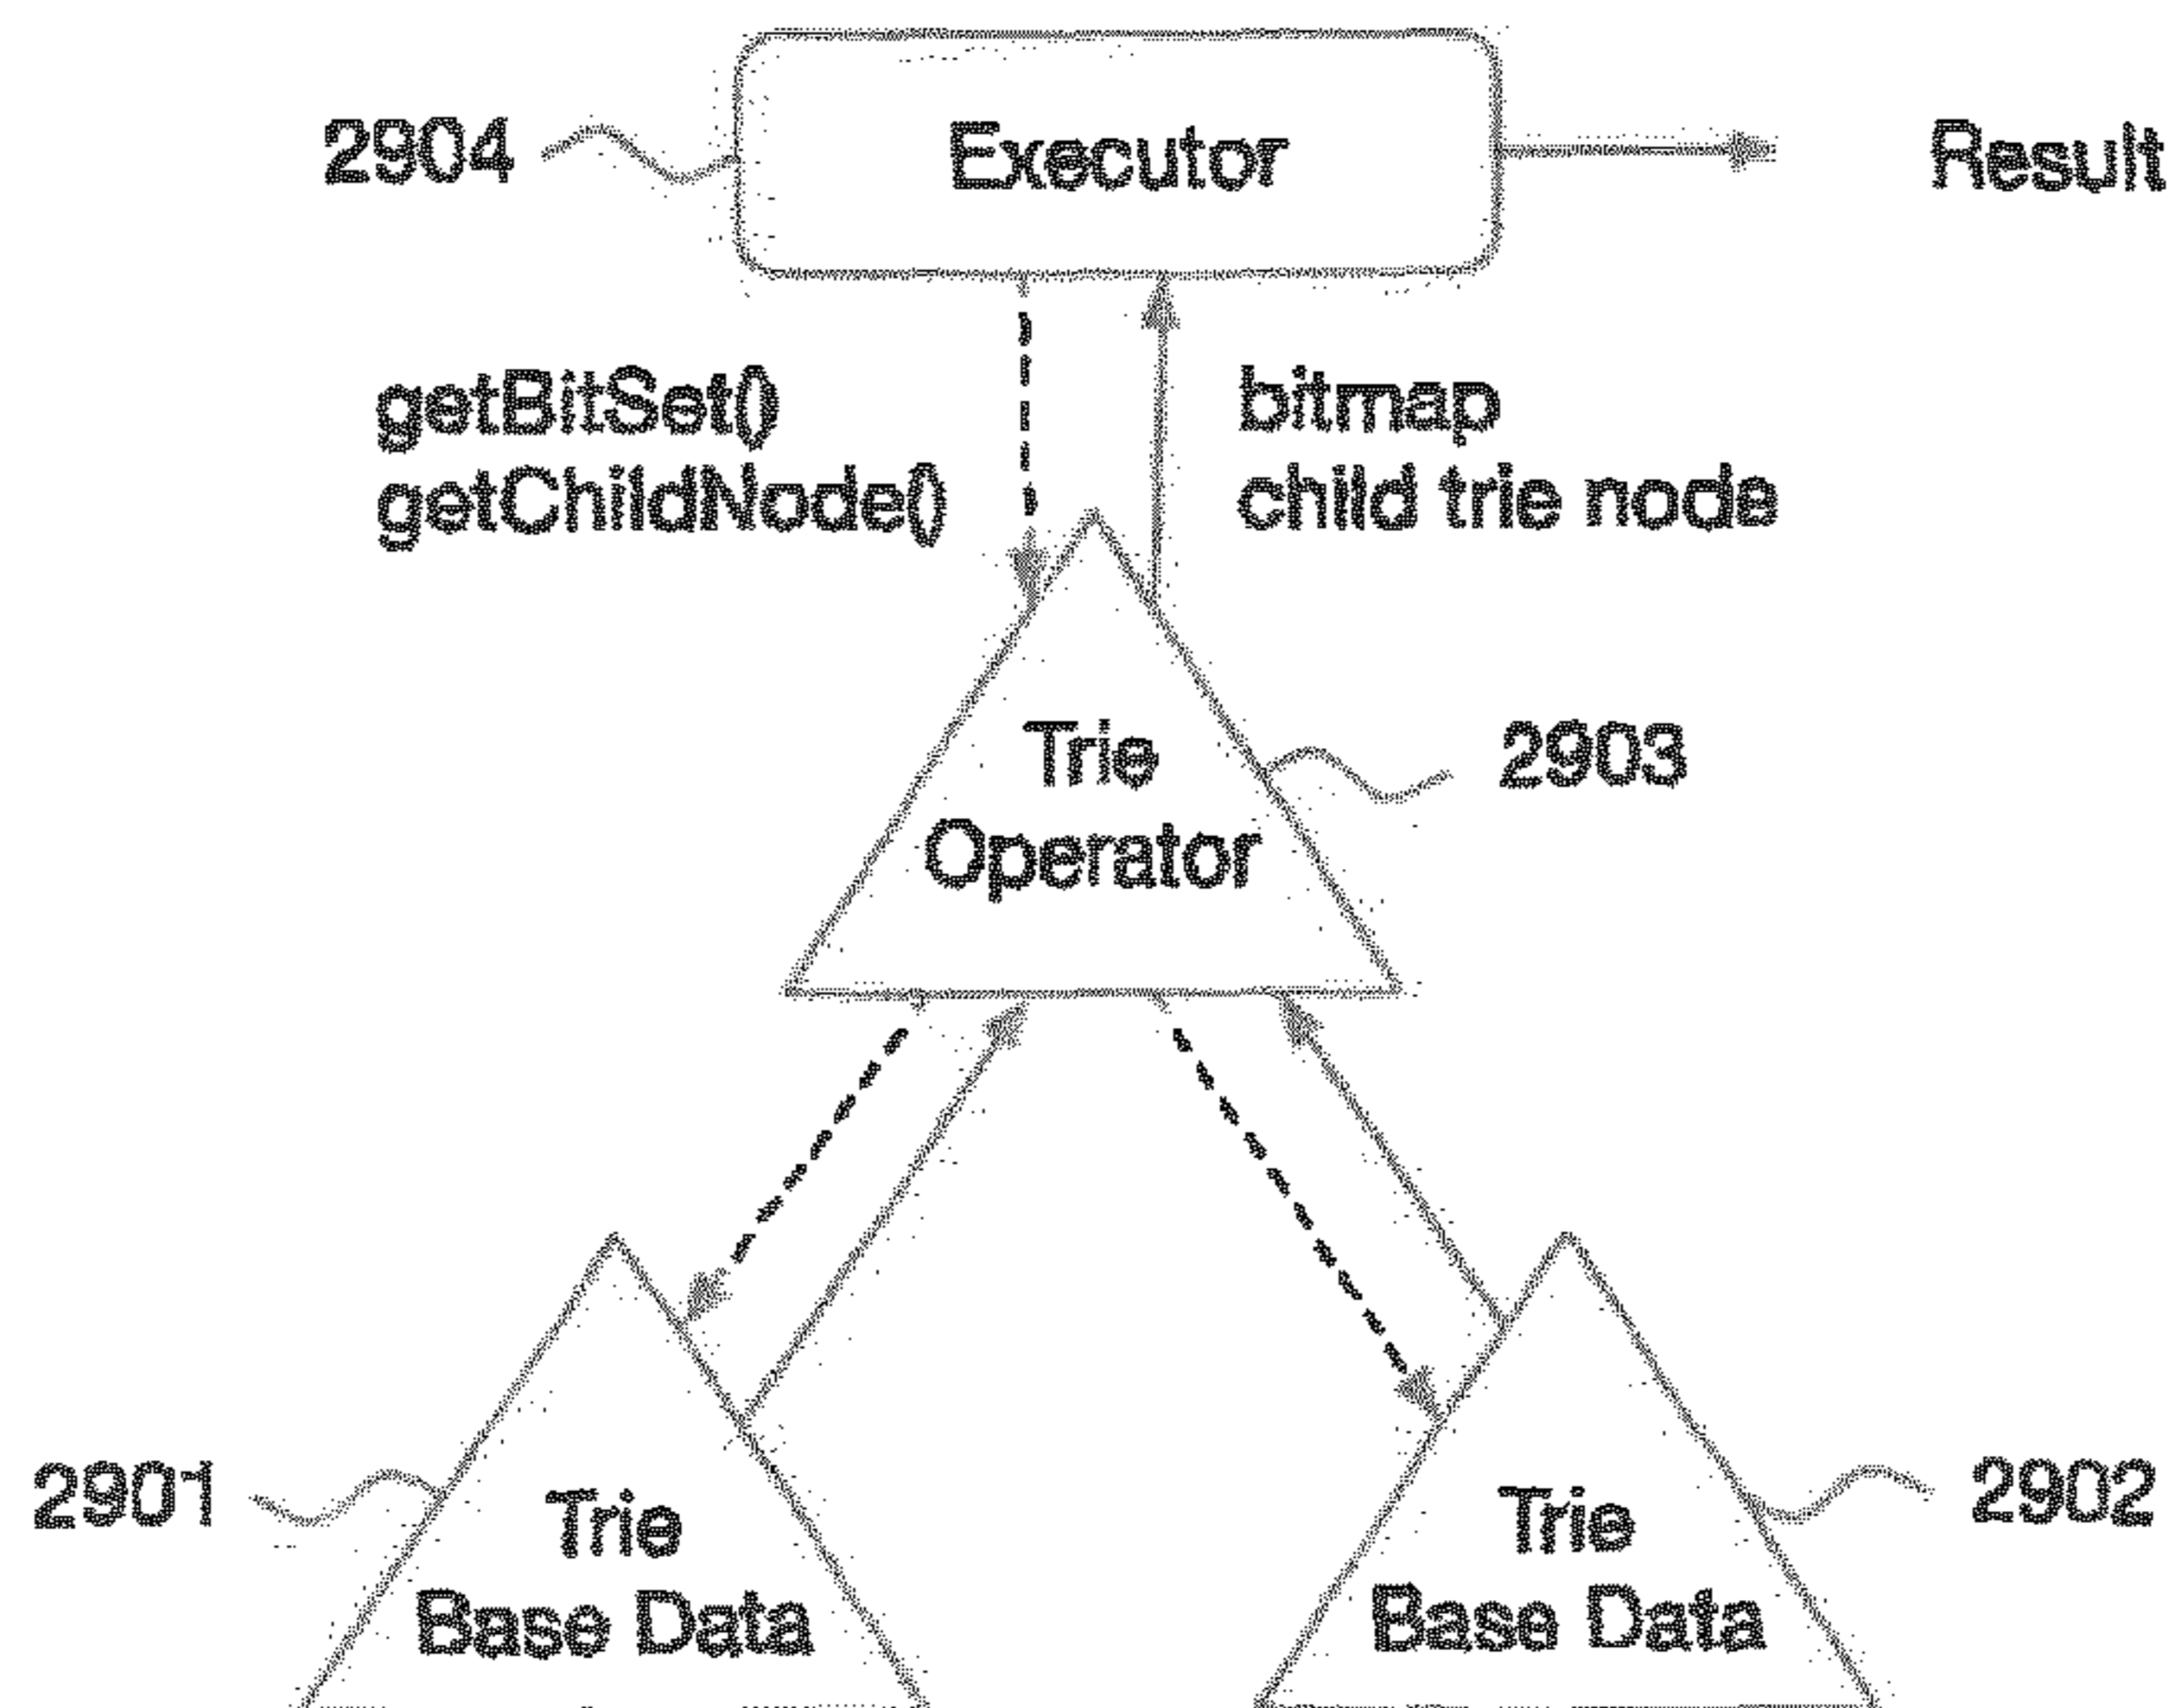 2904
Executor
Result
getBitSet()
getChildNode()
bitmap
child trie node
Trie
Operator
2903
2901
Trie
Base Data
Trie
Base Data
2902